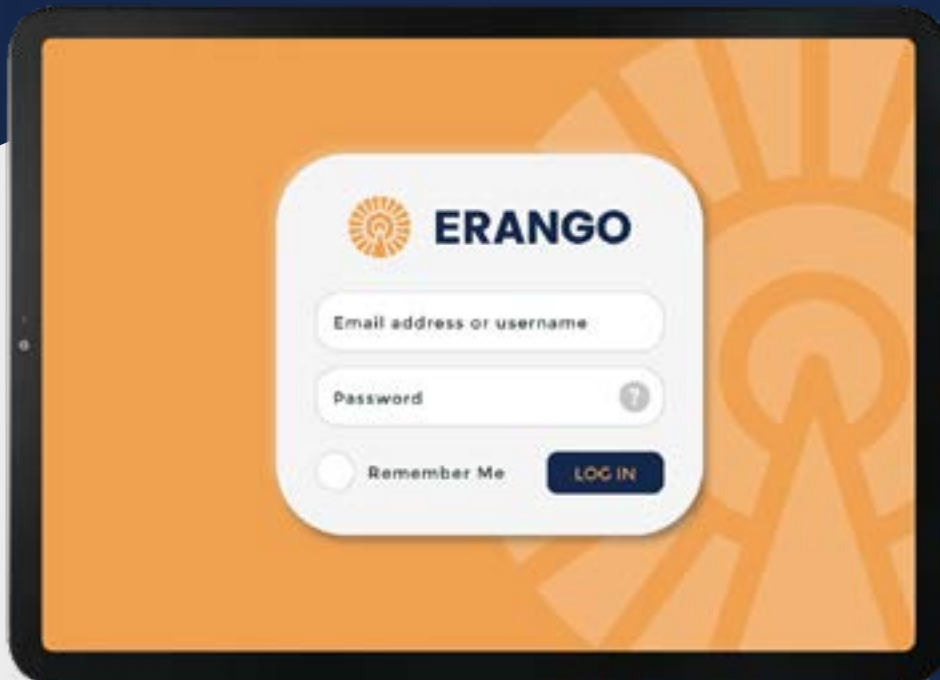 ERANGO
Email address or username
Password
?
Remember Me
LOG IN